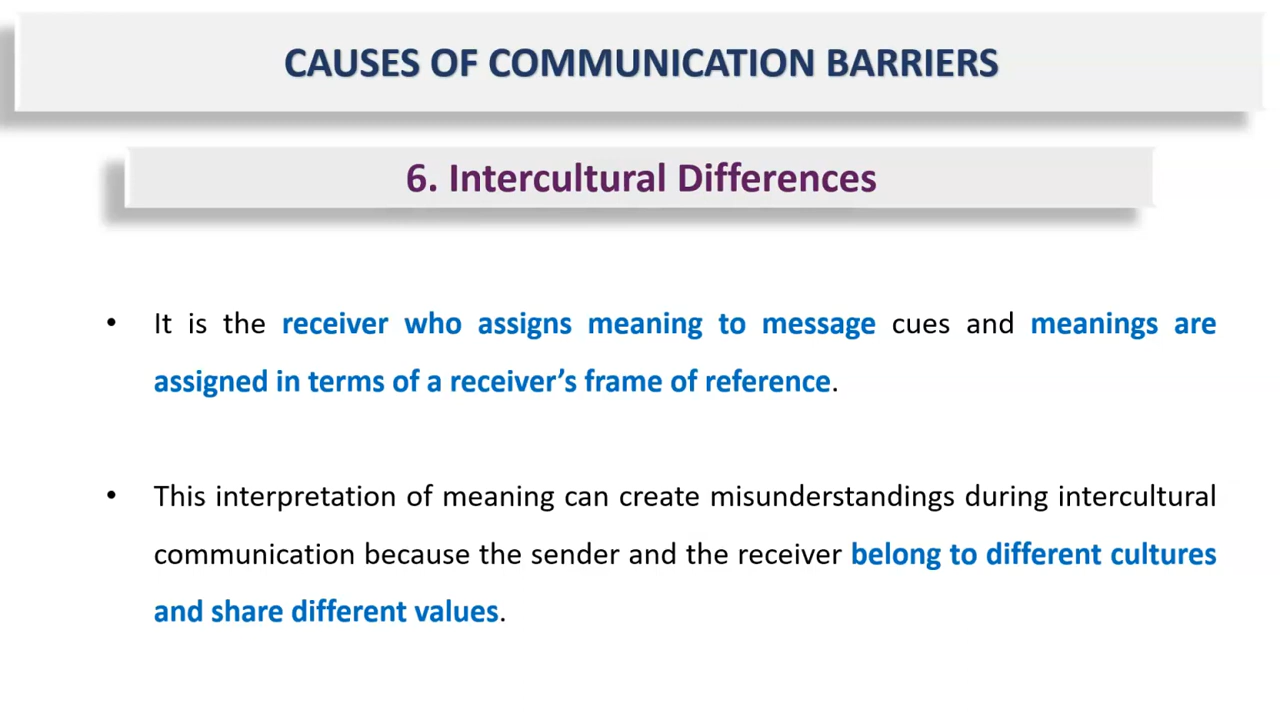 CAUSES OF COMMUNICATION BARRIERS
6. Intercultural Differences
• It is the receiver who assigns meaning to message cues and meanings are
assigned in terms of a receiver’s frame of reference.
• This interpretation of meaning can create misunderstandings during intercultural
communication because the sender and the receiver belong to different cultures
and share different values.